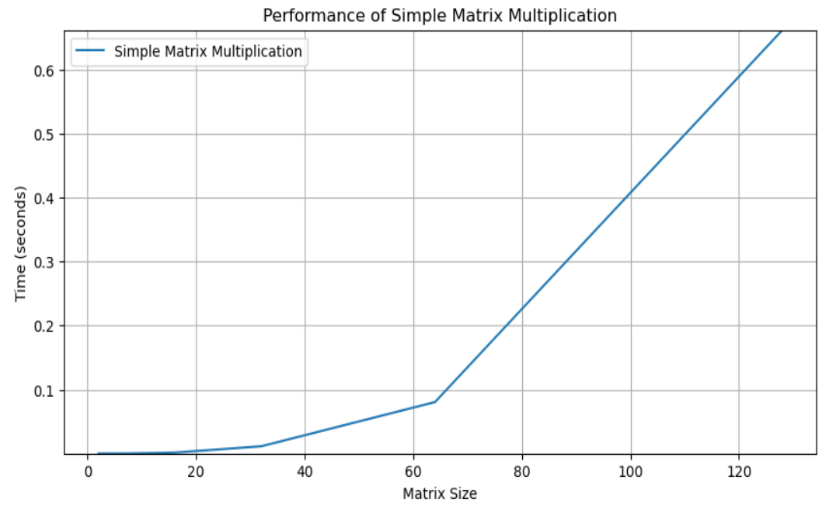 Performance of Simple Matrix Multiplication
Simple Matrix Multiplication
0.6
0.5
0.4
0.3
0.2
0.1
Time (seconds)
0 20 40 60 80 100 120
Matrix Size